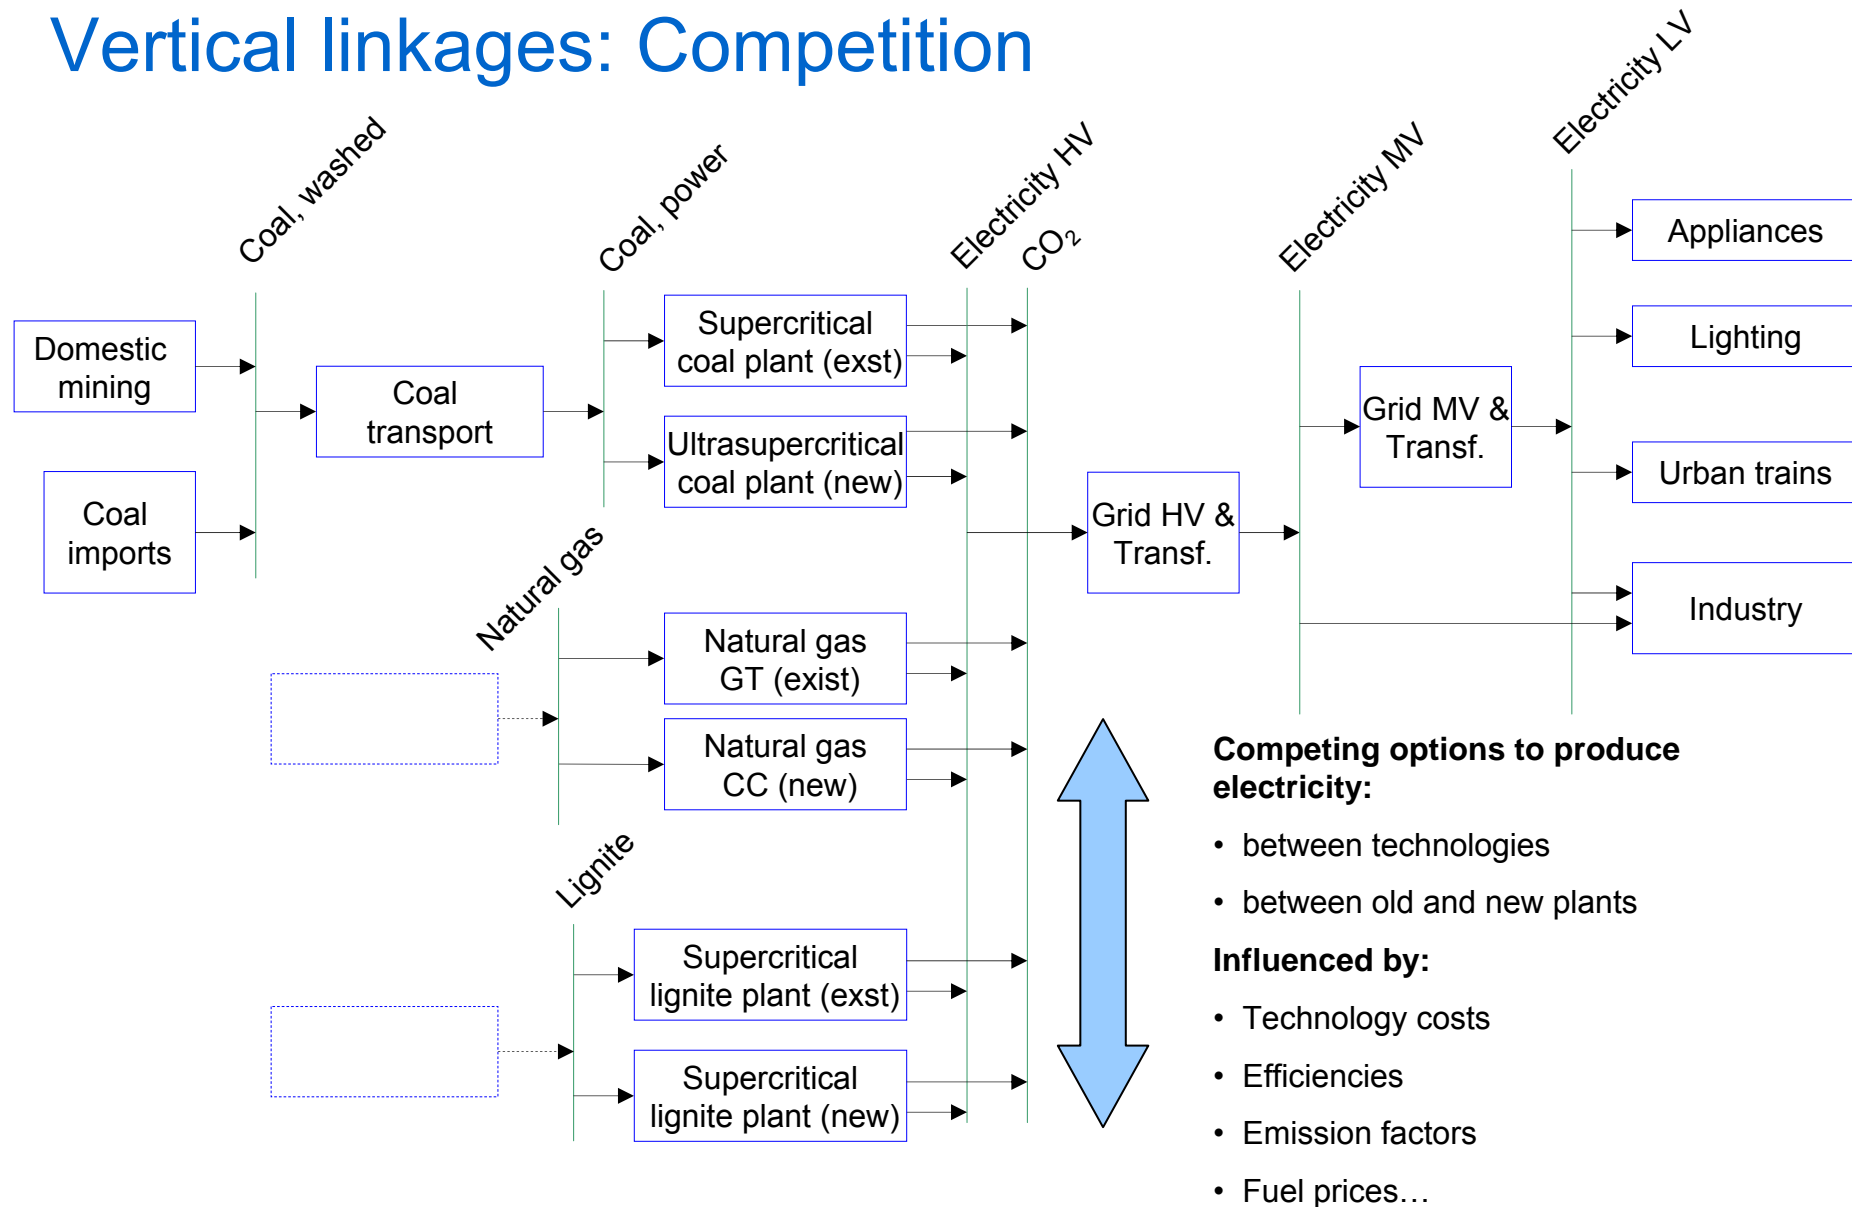 Vertical linkages: Competition
Coal, washed
Coal, power
Electricity HV
CO₂
Electricity MV
Electricity LV
Domestic
mining
Coal
imports
Coal
transport
Supercritical
coal plant (exst)
Ultrasupercritical
coal plant (new)
Natural gas
Natural gas
GT (exist)
Natural gas
CC (new)
Lignite
Supercritical
lignite plant (exst)
Supercritical
lignite plant (new)
Grid HV &
Transf.
Grid MV &
Transf.
Appliances
Lighting
Urban trains
Industry
Competing options to produce
electricity:
• between technologies
• between old and new plants
Influenced by:
• Technology costs
• Efficiencies
• Emission factors
• Fuel prices…